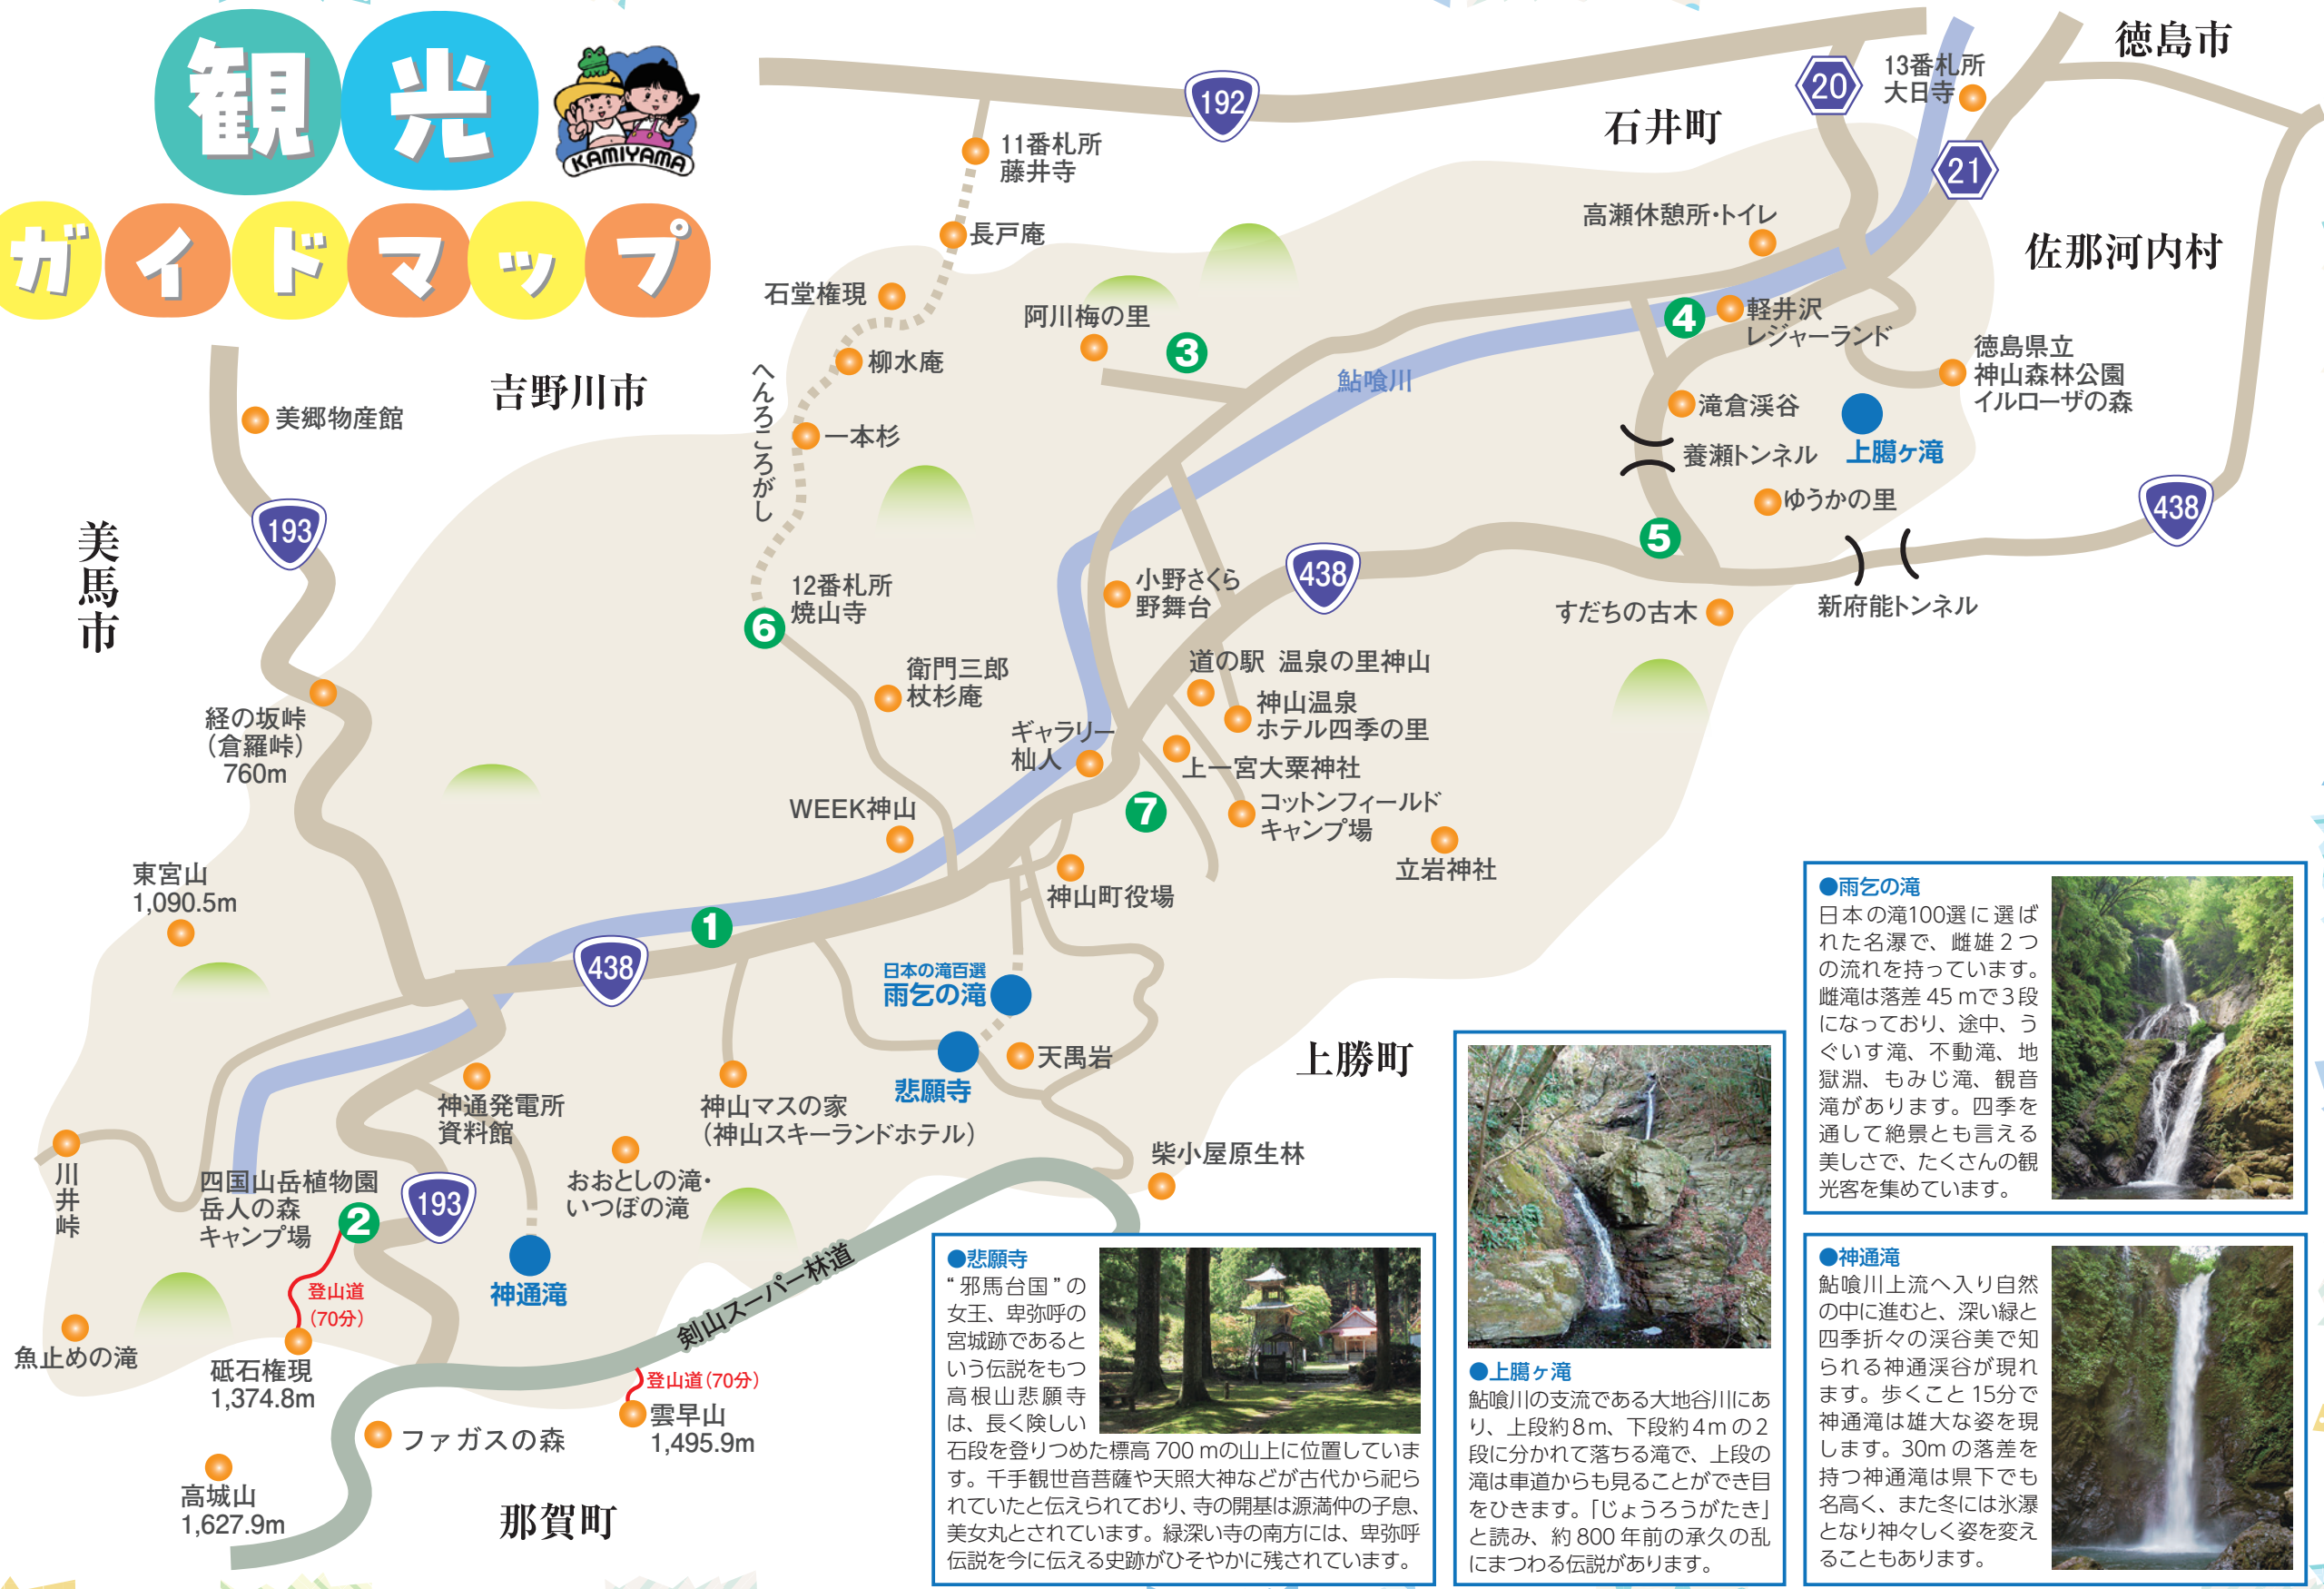 観光
KAMIYAMA
ガイドマップ
徳島市
20
13番札所
大日寺
192
石井町
21
11番札所
藤井寺
長戸庵
高瀬休憩所・トイレ
佐那河内村
石堂権現
阿川梅の里
3
4
軽井沢
レジャーランド
徳島県立
神山森林公園
イルローザの森
柳水庵
へんろころがし
吉野川市
鮎喰川
美郷物産館
一本杉
滝倉渓谷
養瀬トンネル
上臈ヶ滝
ゆうかの里
438
193
美馬市
5
438
12番札所
焼山寺
6
小野さくら
野舞台
すだちの古木
新府能トンネル
衛門三郎
杖杉庵
道の駅 温泉の里神山
神山温泉
ホテル四季の里
経の坂峠
(倉羅峠)
760m
ギャラリー
杣人
上一宮大粟神社
WEEK神山
7
コットンフィールド
キャンプ場
立岩神社
東宮山
1,090.5m
神山町役場
1
438
日本の滝百選
雨乞の滝
天禺岩
悲願寺
上勝町
神通発電所
資料館
神山マスの家
(神山スキーランドホテル)
川井峠
四国山岳植物園
岳人の森
キャンプ場
2
193
おおとしの滝・
いつぼの滝
柴小屋原生林
登山道
(70分)
神通滝
剣山スーパー林道
魚止めの滝
砥石権現
1,374.8m
登山道(70分)
雲早山
1,495.9m
ファガスの森
高城山
1,627.9m
那賀町
●悲願寺
“邪馬台国”の
女王、卑弥呼の
宮城跡であると
いう伝説をもつ
高根山悲願寺
は、長く険しい
石段を登りつめた標高700mの山上に位置していま
す。千手観世音菩薩や天照大神などが古代から祀ら
れていたと伝えられており、寺の開基は源満仲の子息、
美女丸とされています。緑深い寺の南方には、卑弥呼
伝説を今に伝える史跡がひそやかに残されています。
●上臈ヶ滝
鮎喰川の支流である大地谷川にあ
り、上段約8m、下段約4mの2
段に分かれて落ちる滝で、上段の
滝は車道からも見ることができ目
をひきます。「じょうろうがたき」
と読み、約800年前の承久の乱
にまつわる伝説があります。
●雨乞の滝
日本の滝100選に選ば
れた名瀑で、雌雄2つ
の流れを持っています。
雌滝は落差45mで3段
になっており、途中、う
ぐいす滝、不動滝、地
獄淵、もみじ滝、観音
滝があります。四季を
通して絶景とも言える
美しさで、たくさんの観
光客を集めています。
●神通滝
鮎喰川上流へ入り自然
の中に進むと、深い緑と
四季折々の渓谷美で知
られる神通渓谷が現れ
ます。歩くこと15分で
神通滝は雄大な姿を現
します。30mの落差を
持つ神通滝は県下でも
名高く、また冬には氷瀑
となり神々しく姿を変え
ることもあります。